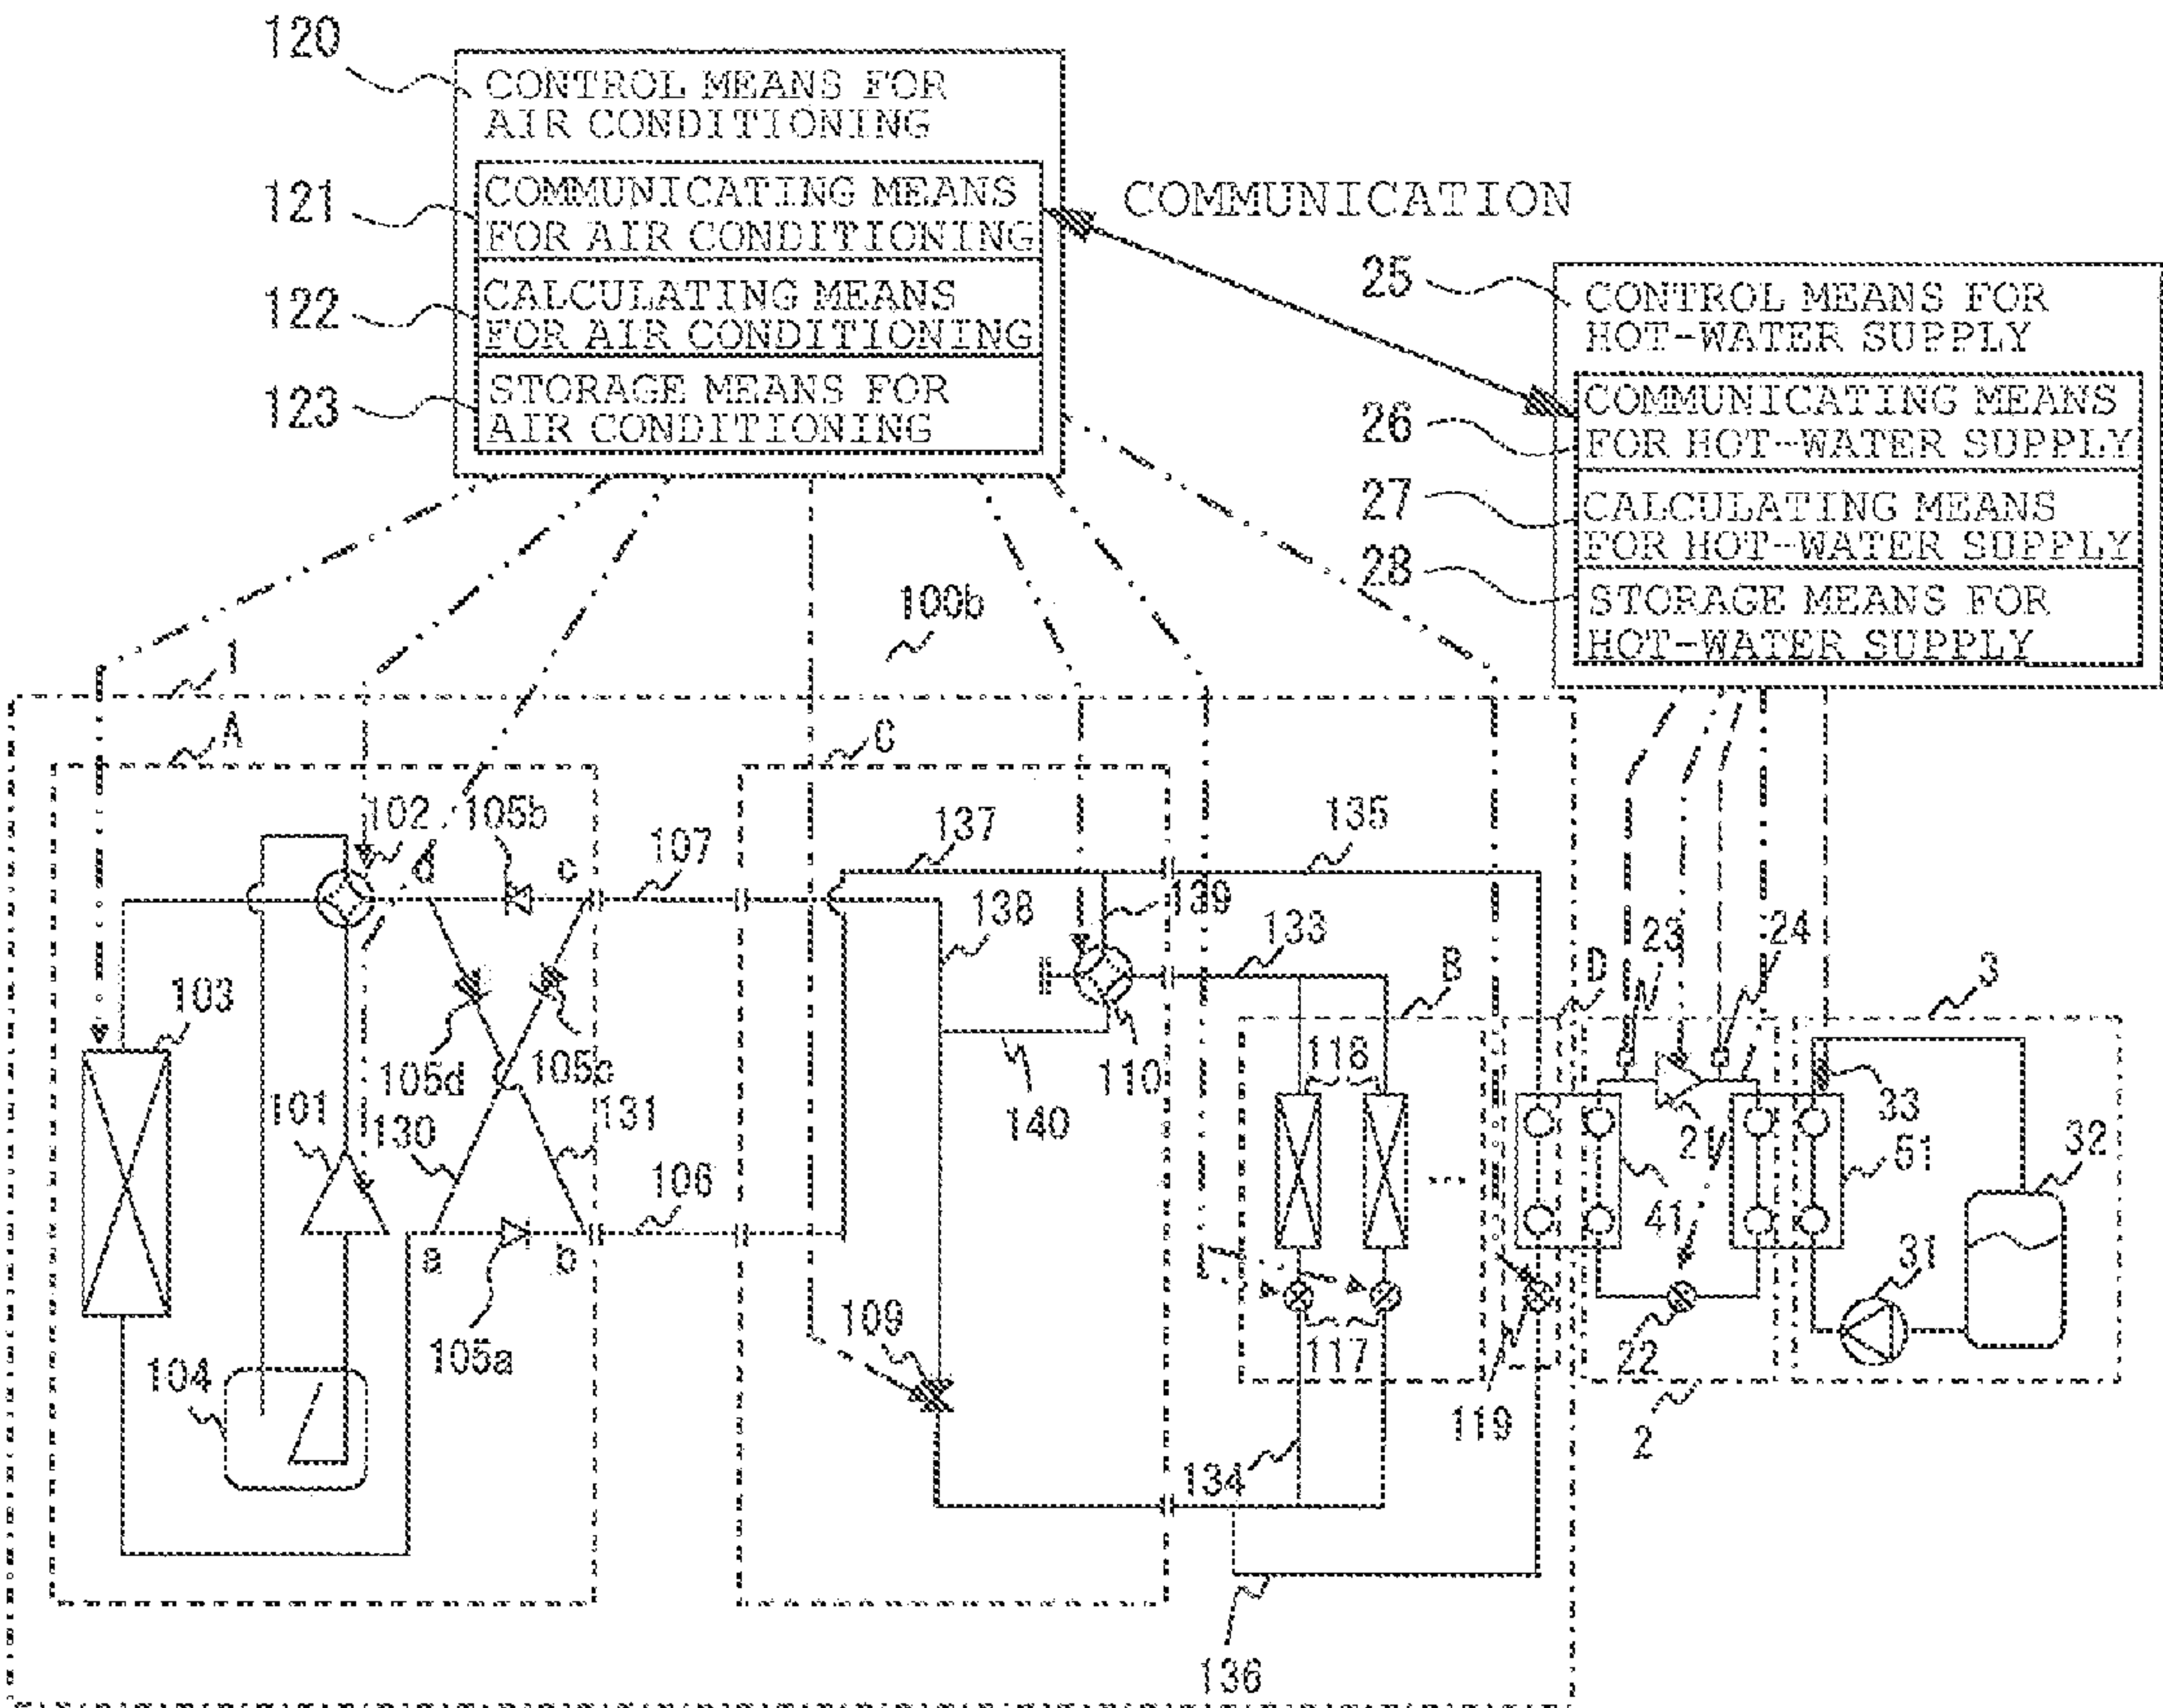 120
CONTROL MEANS FOR
AIR CONDITIONING
121
COMMUNICATING MEANS
FOR AIR CONDITIONING
COMMUNICATION
122
CALCULATING MEANS
FOR AIR CONDITIONING
123
STORAGE MEANS FOR
AIR CONDITIONING
25
CONTROL MEANS FOR
HOT-WATER SUPPLY
26
COMMUNICATING MEANS
FOR HOT-WATER SUPPLY
27
CALCULATING MEANS
FOR HOT-WATER SUPPLY
28
STORAGE MEANS FOR
HOT-WATER SUPPLY
100b
1
A
C
102
105b
107
137
135
d
c
138
139
133
23
24
103
B
D
3
105d
105c
118
110
101
130
131
140
21
33
32
106
41
51
a
b
31
105a
109
117
22
104
119
2
134
136